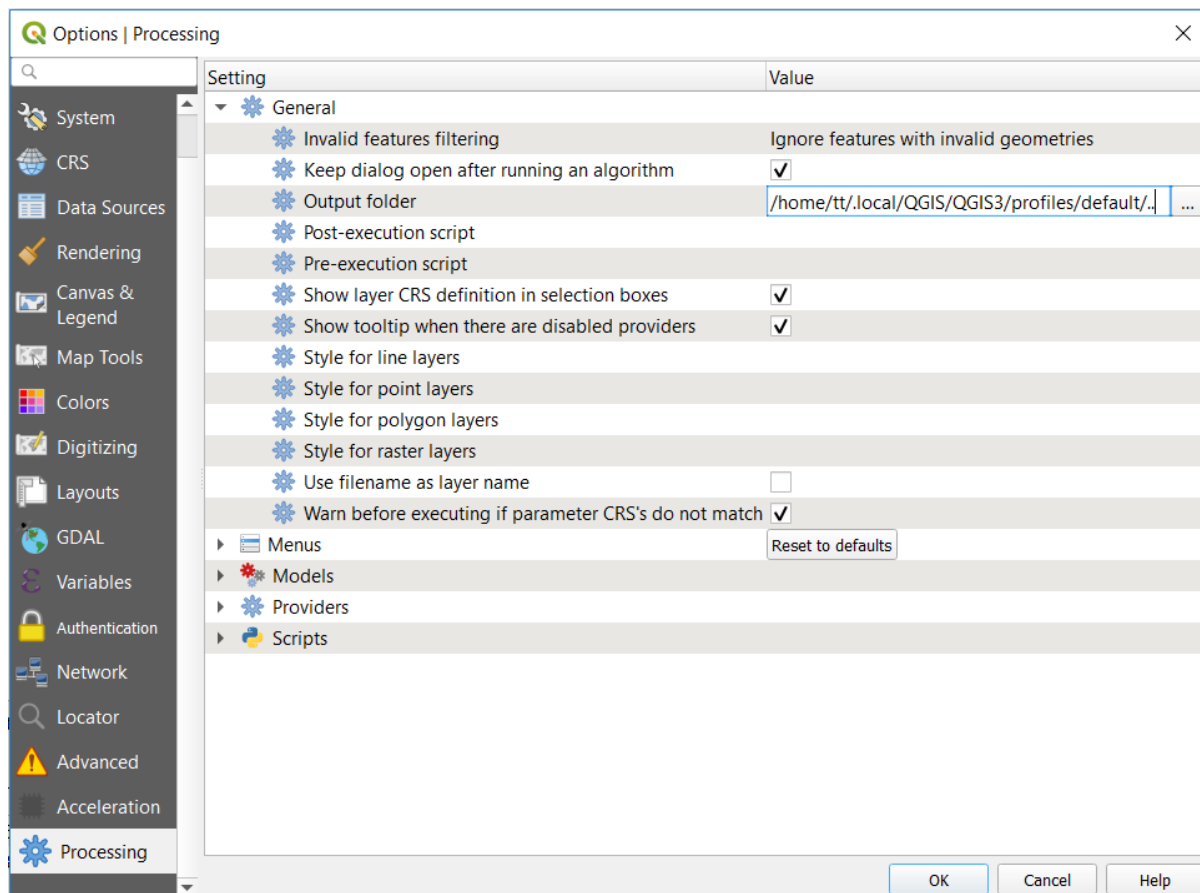 Options | Processing
Setting Value
General
Invalid features filtering Ignore features with invalid geometries
Keep dialog open after running an algorithm
Output folder /home/tt/.local/QGIS/QGIS3/profiles/default/.. ...
Post-execution script
Pre-execution script
Show layer CRS definition in selection boxes
Show tooltip when there are disabled providers
Style for line layers
Style for point layers
Style for polygon layers
Style for raster layers
Use filename as layer name
Warn before executing if parameter CRS's do not match
Menus Reset to defaults
Models
Providers
Scripts
System
CRS
Data Sources
Rendering
Canvas &
Legend
Map Tools
Colors
Digitizing
Layouts
GDAL
Variables
Authentication
Network
Locator
Advanced
Acceleration
Processing
OK Cancel Help